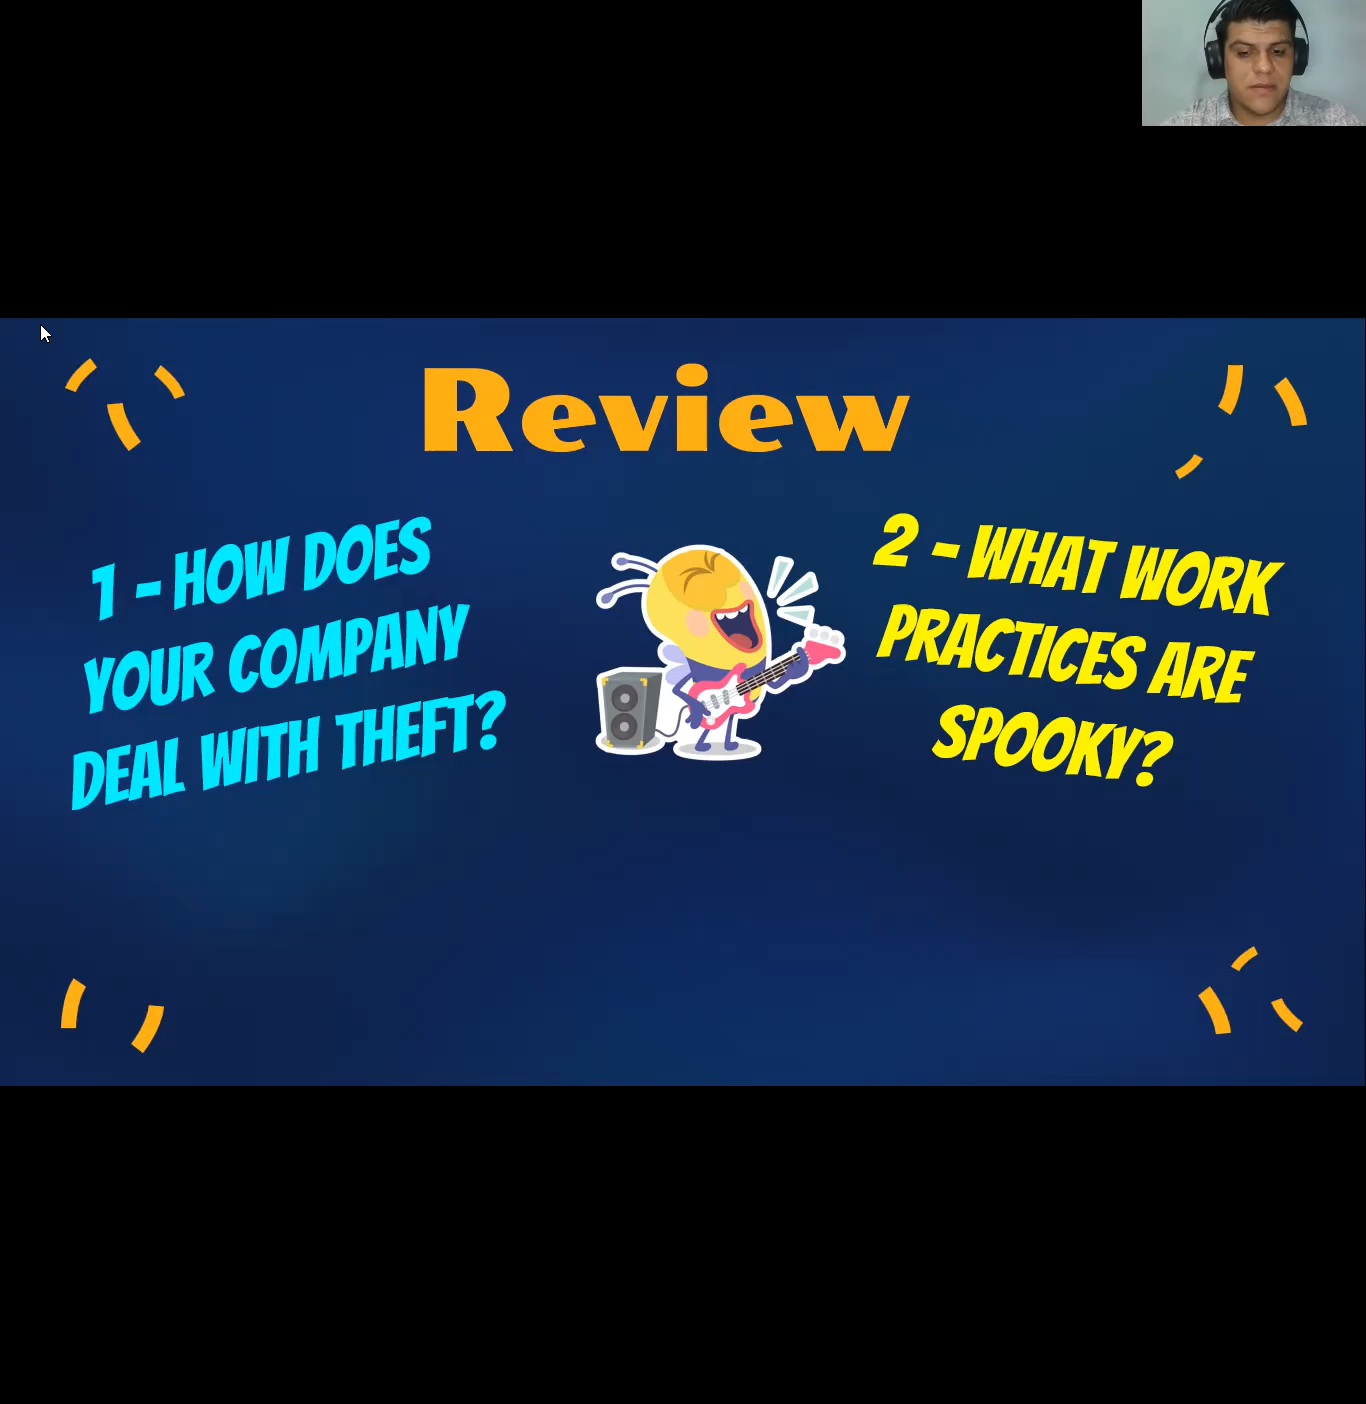 Review
1 - HOW DOES
YOUR COMPANY
DEAL WITH THEFT?
2 - WHAT WORK
PRACTICES ARE
SPOOKY?